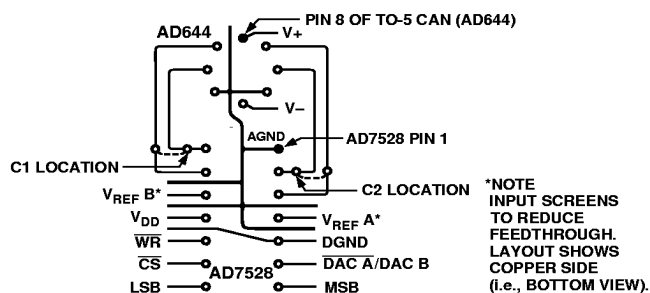 PIN 8 OF TO-5 CAN (AD644)
AD644
V+
V–
AGND
AD7528 PIN 1
C1 LOCATION
C2 LOCATION
VREF B*
VDD
VREF A*
WR
DGND
CS
AD7528
DAC A/DAC B
LSB
MSB
*NOTE
INPUT SCREENS
TO REDUCE
FEEDTHROUGH.
LAYOUT SHOWS
COPPER SIDE
(i.e., BOTTOM VIEW).